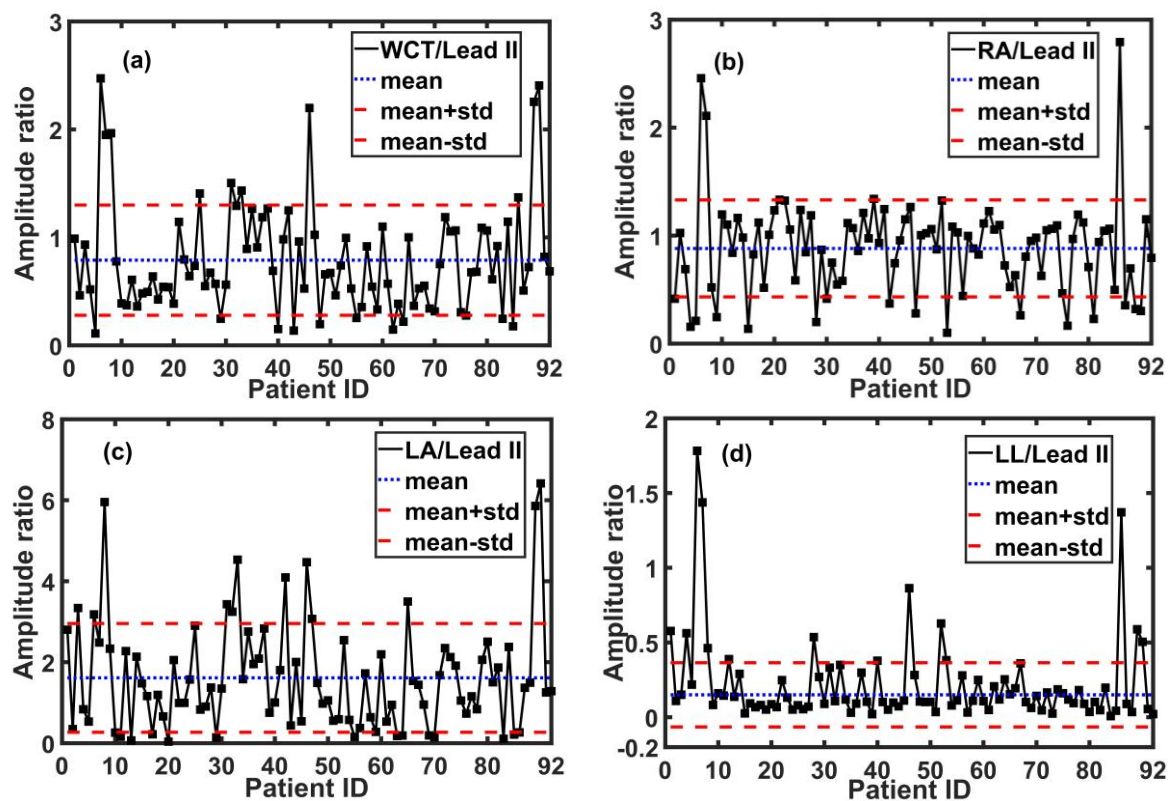 3
2
1
0
Amplitude ratio
(a)
WCT/Lead II
mean
mean+std
mean-std
0 10 20 30 40 50 60 70 80 92
Patient ID
3
2
1
0
Amplitude ratio
(b)
RA/Lead II
mean
mean+std
mean-std
0 10 20 30 40 50 60 70 80 92
Patient ID
8
6
4
2
0
Amplitude ratio
(c)
LA/Lead II
mean
mean+std
mean-std
0 10 20 30 40 50 60 70 80 92
Patient ID
2
1.5
1
0.5
0
-0.2
Amplitude ratio
(d)
LL/Lead II
mean
mean+std
mean-std
0 10 20 30 40 50 60 70 80 92
Patient ID